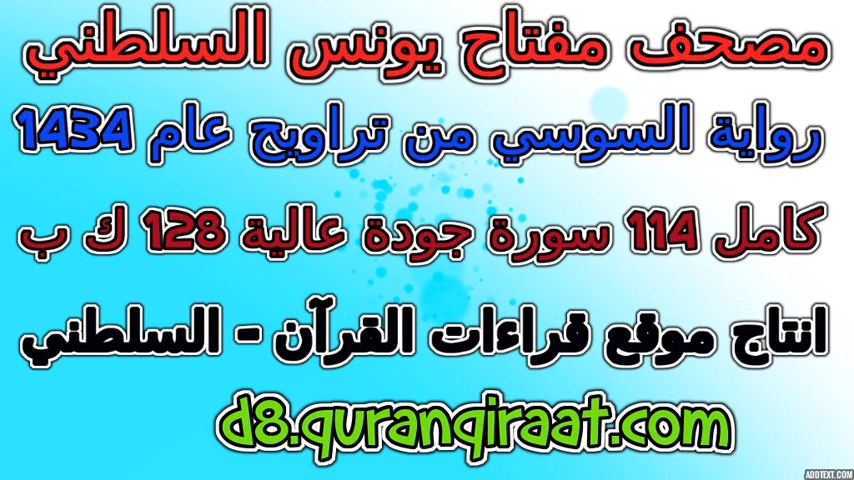 مصحف مفتاح يونس السلطني
رواية السوسي من تراويح عام 1434
كامل 114 سورة جودة عالية 128 ك ب
انتاج موقع قراءات القرآن - السلطني
d8.quranqiraat.com
ADDTEXT.COM